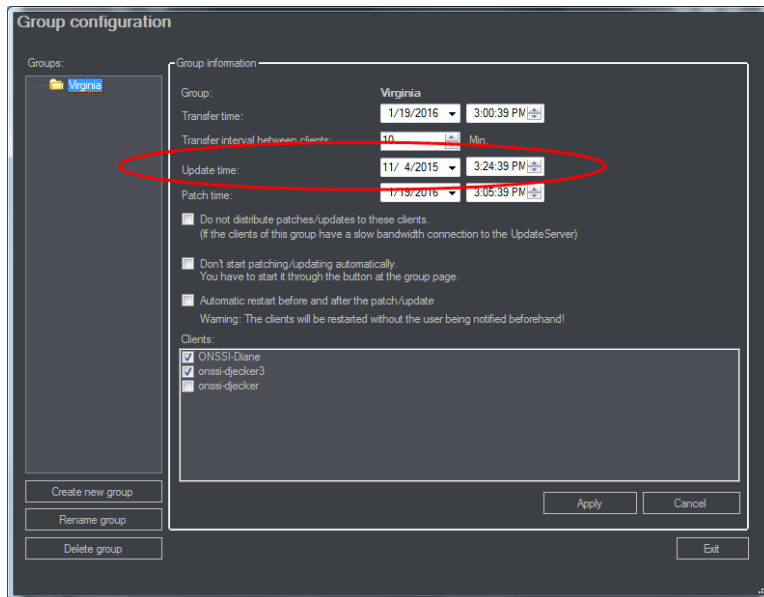 Group configuration
Groups:
Virginia
Group information
Group: Virginia
Transfer time: 1/19/2016 3:00:39 PM
Transfer interval between clients: 10 Min.
Update time: 11/ 4/2015 3:24:39 PM
Patch time: 1/19/2016 3:05:39 PM
Do not distribute patches/updates to these clients.
(If the clients of this group have a slow bandwidth connection to the UpdateServer)
Don't start patching/updating automatically.
You have to start it through the button at the group page.
Automatic restart before and after the patch/update
Warning: The clients will be restarted without the user being notified beforehand!
Clients:
ONSSI-Diane
onssi-djecker3
onssi-djecker
Create new group
Rename group
Delete group
Apply Cancel
Exit